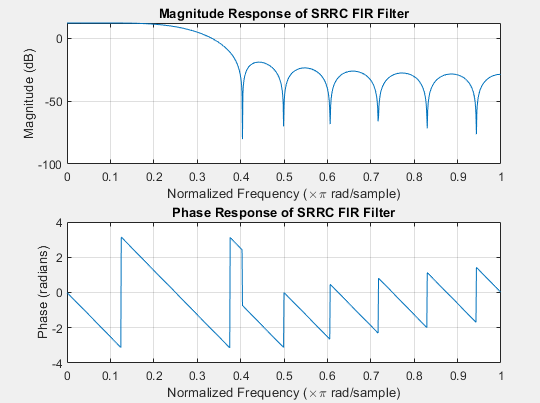 Magnitude Response of SRRC FIR Filter
Magnitude (dB)
0
-50
-100
0 0.1 0.2 0.3 0.4 0.5 0.6 0.7 0.8 0.9 1
Normalized Frequency (×π rad/sample)
Phase Response of SRRC FIR Filter
Phase (radians)
4
2
0
-2
-4
0 0.1 0.2 0.3 0.4 0.5 0.6 0.7 0.8 0.9 1
Normalized Frequency (×π rad/sample)